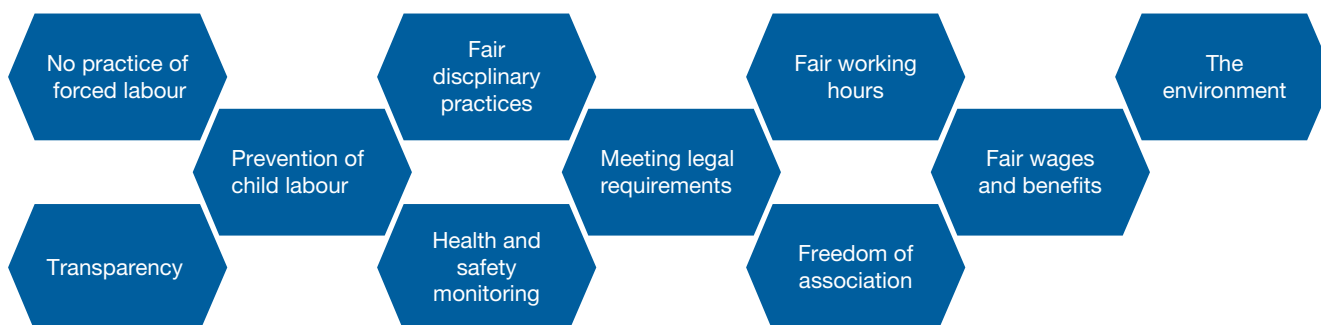 No practice of
forced labour
Fair
discplinary
practices
Fair working
hours
The
environment
Prevention of
child labour
Meeting legal
requirements
Fair wages
and benefits
Transparency
Health and
safety
monitoring
Freedom of
association